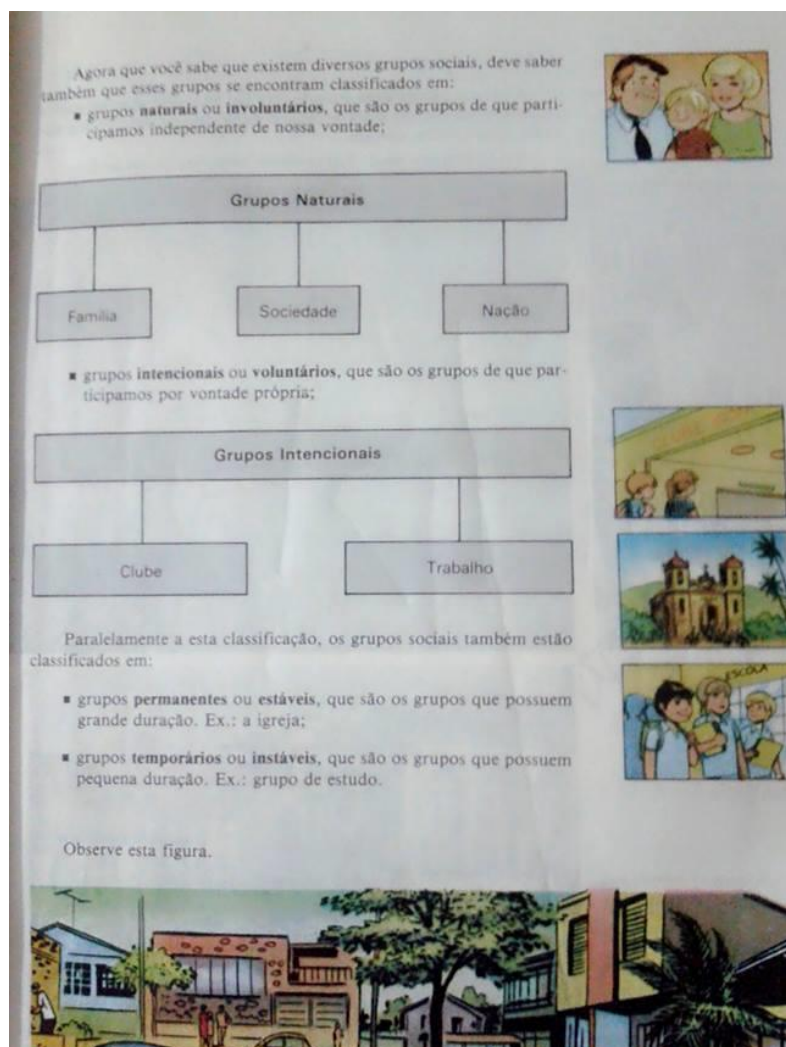 Agora que você sabe que existem diversos grupos sociais, deve saber
também que esses grupos se encontram classificados em:
▪ grupos naturais ou involuntários, que são os grupos de que parti-
cipamos independente de nossa vontade;
Grupos Naturais
Família
Sociedade
Nação
▪ grupos intencionais ou voluntários, que são os grupos de que par-
ticipamos por vontade própria;
Grupos Intencionais
Clube
Trabalho
Paralelamente a esta classificação, os grupos sociais também estão
classificados em:
▪ grupos permanentes ou estáveis, que são os grupos que possuem
grande duração. Ex.: a igreja;
ESCOLA
▪ grupos temporários ou instáveis, que são os grupos que possuem
pequena duração. Ex.: grupo de estudo.
Observe esta figura.